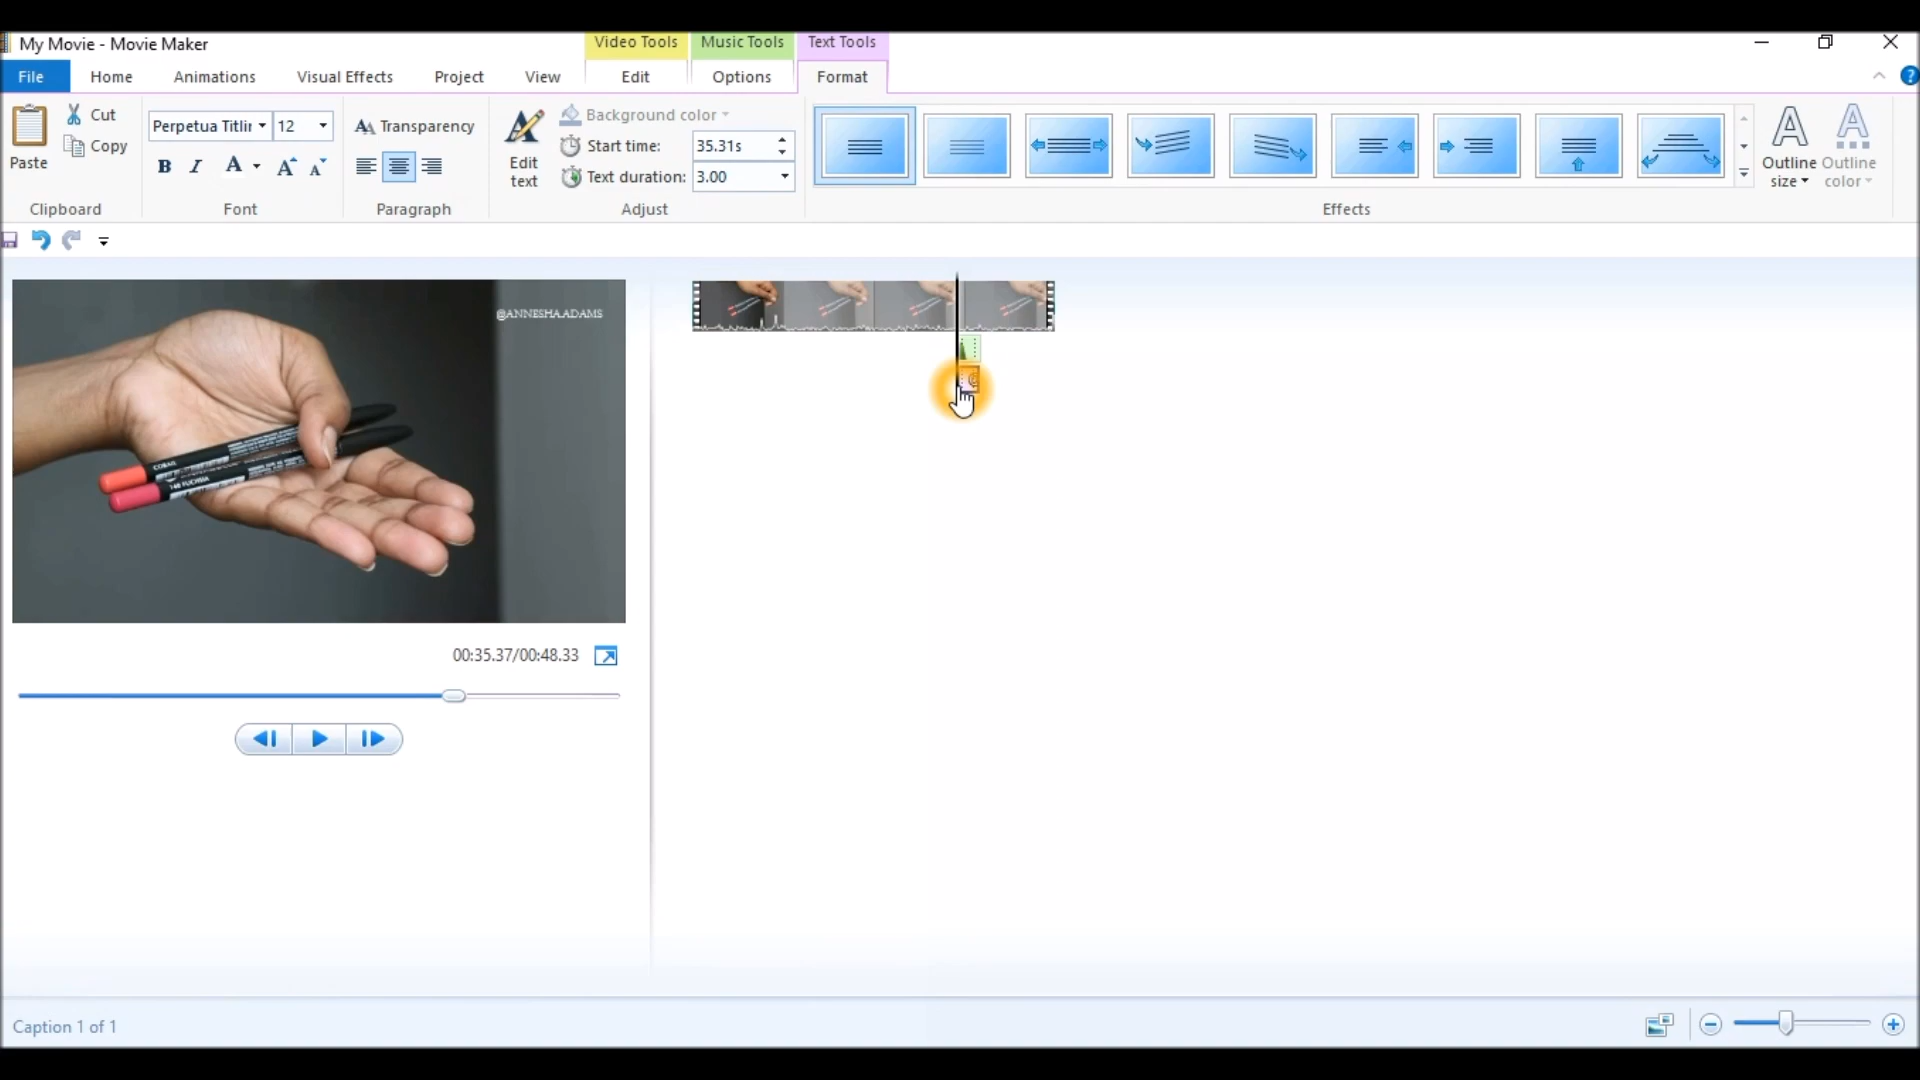 My Movie - Movie Maker
Video Tools
Music Tools
Text Tools
File
Home
Animations
Visual Effects
Project
View
Edit
Options
Format
Paste
Cut
Copy
Clipboard
Perpetua Titlir
12
B I A A A
Font
Transparency
Paragraph
Edit
text
Background color
Start time:
35.31s
Text duration:
3.00
Adjust
Effects
Outline
size
Outline
color
@ANNESHAADAMS
CORAIL
148 FUCHSIA
00:35.37/00:48.33
Caption 1 of 1